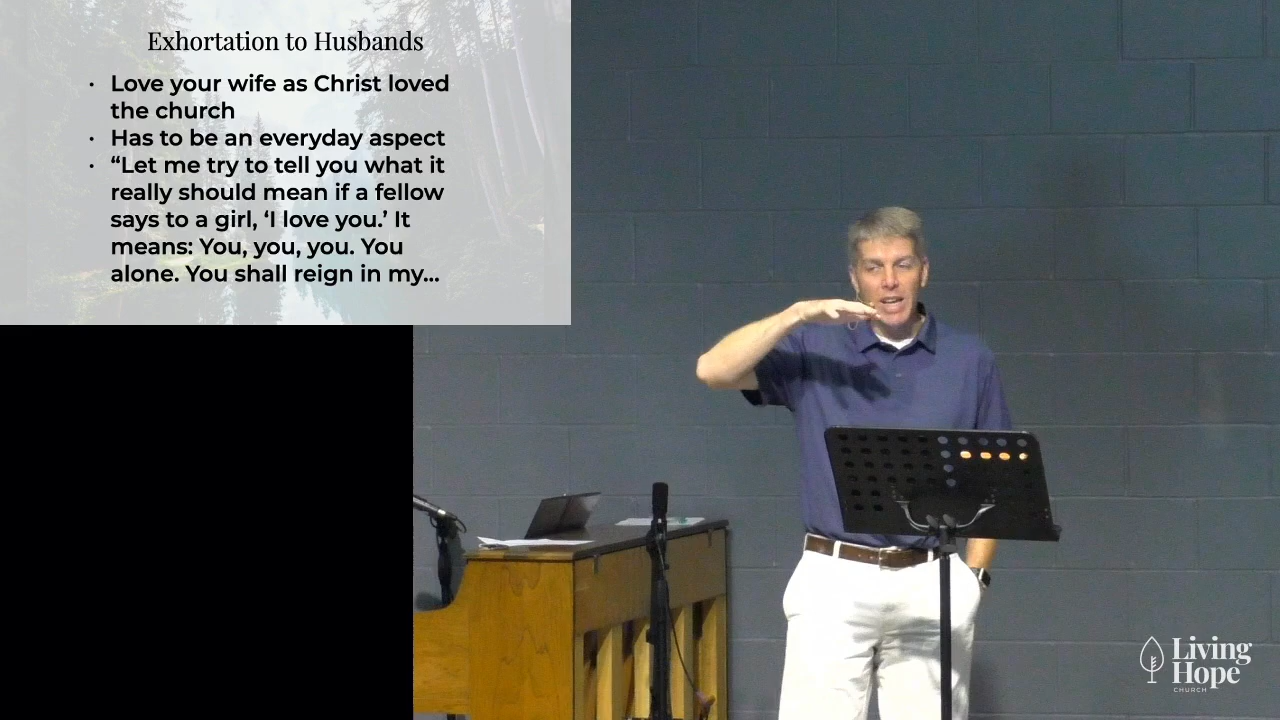 Exhortation to Husbands
• Love your wife as Christ loved
the church
• Has to be an everyday aspect
• “Let me try to tell you what it
really should mean if a fellow
says to a girl, ‘I love you.’ It
means: You, you, you. You
alone. You shall reign in my...
Living
Hope
CHURCH